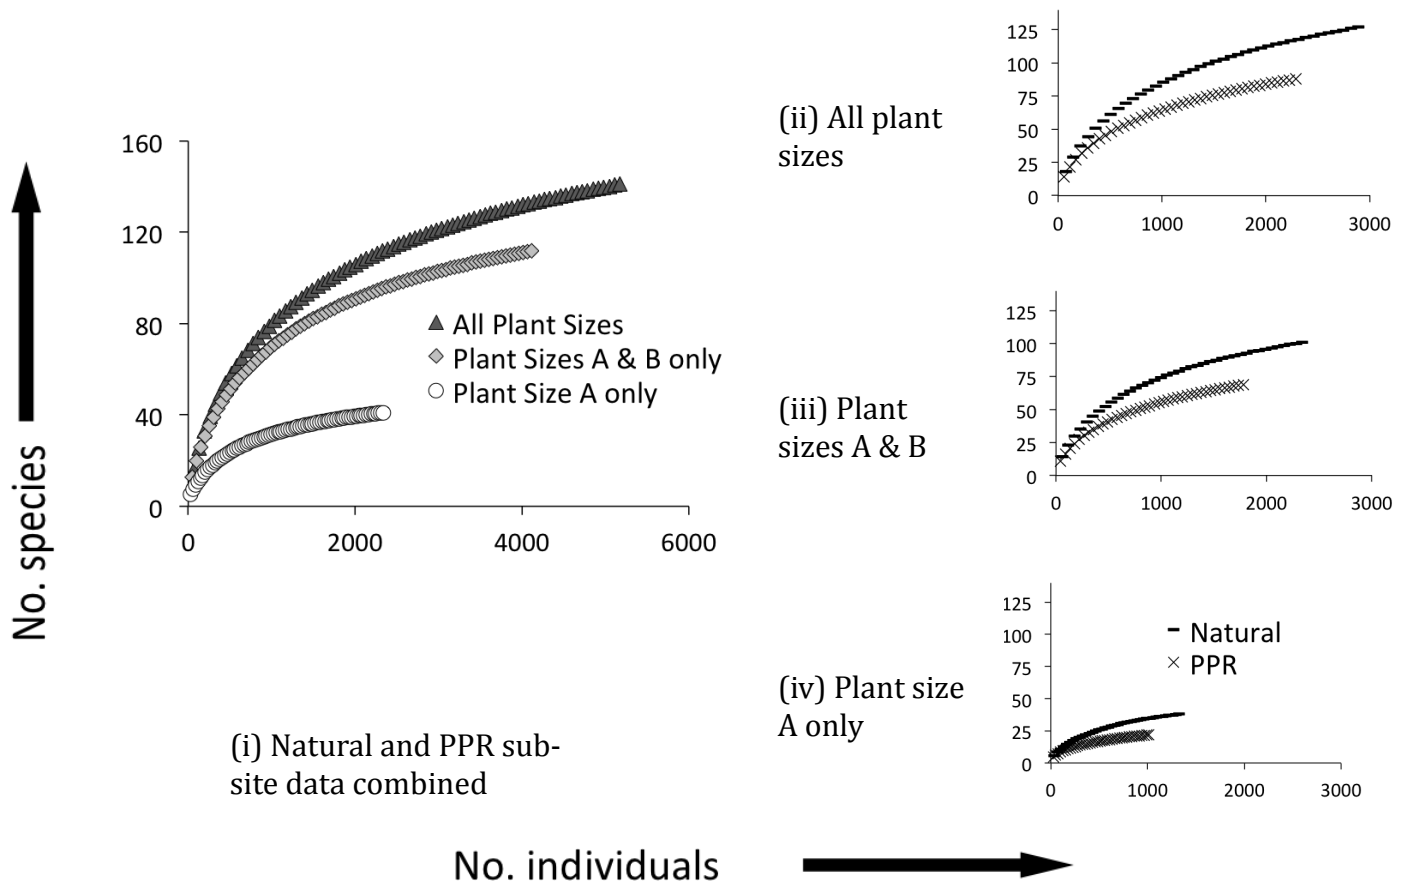 160
120
80
40
0
0 2000 4000 6000
All Plant Sizes
Plant Sizes A & B only
Plant Size A only
(i) Natural and PPR sub-
site data combined
No. species
(ii) All plant
sizes
125
100
75
50
25
0
0 1000 2000 3000
(iii) Plant
sizes A & B
125
100
75
50
25
0
0 1000 2000 3000
(iv) Plant size
A only
125
100
75
50
25
0
0 1000 2000 3000
Natural
PPR
No. individuals